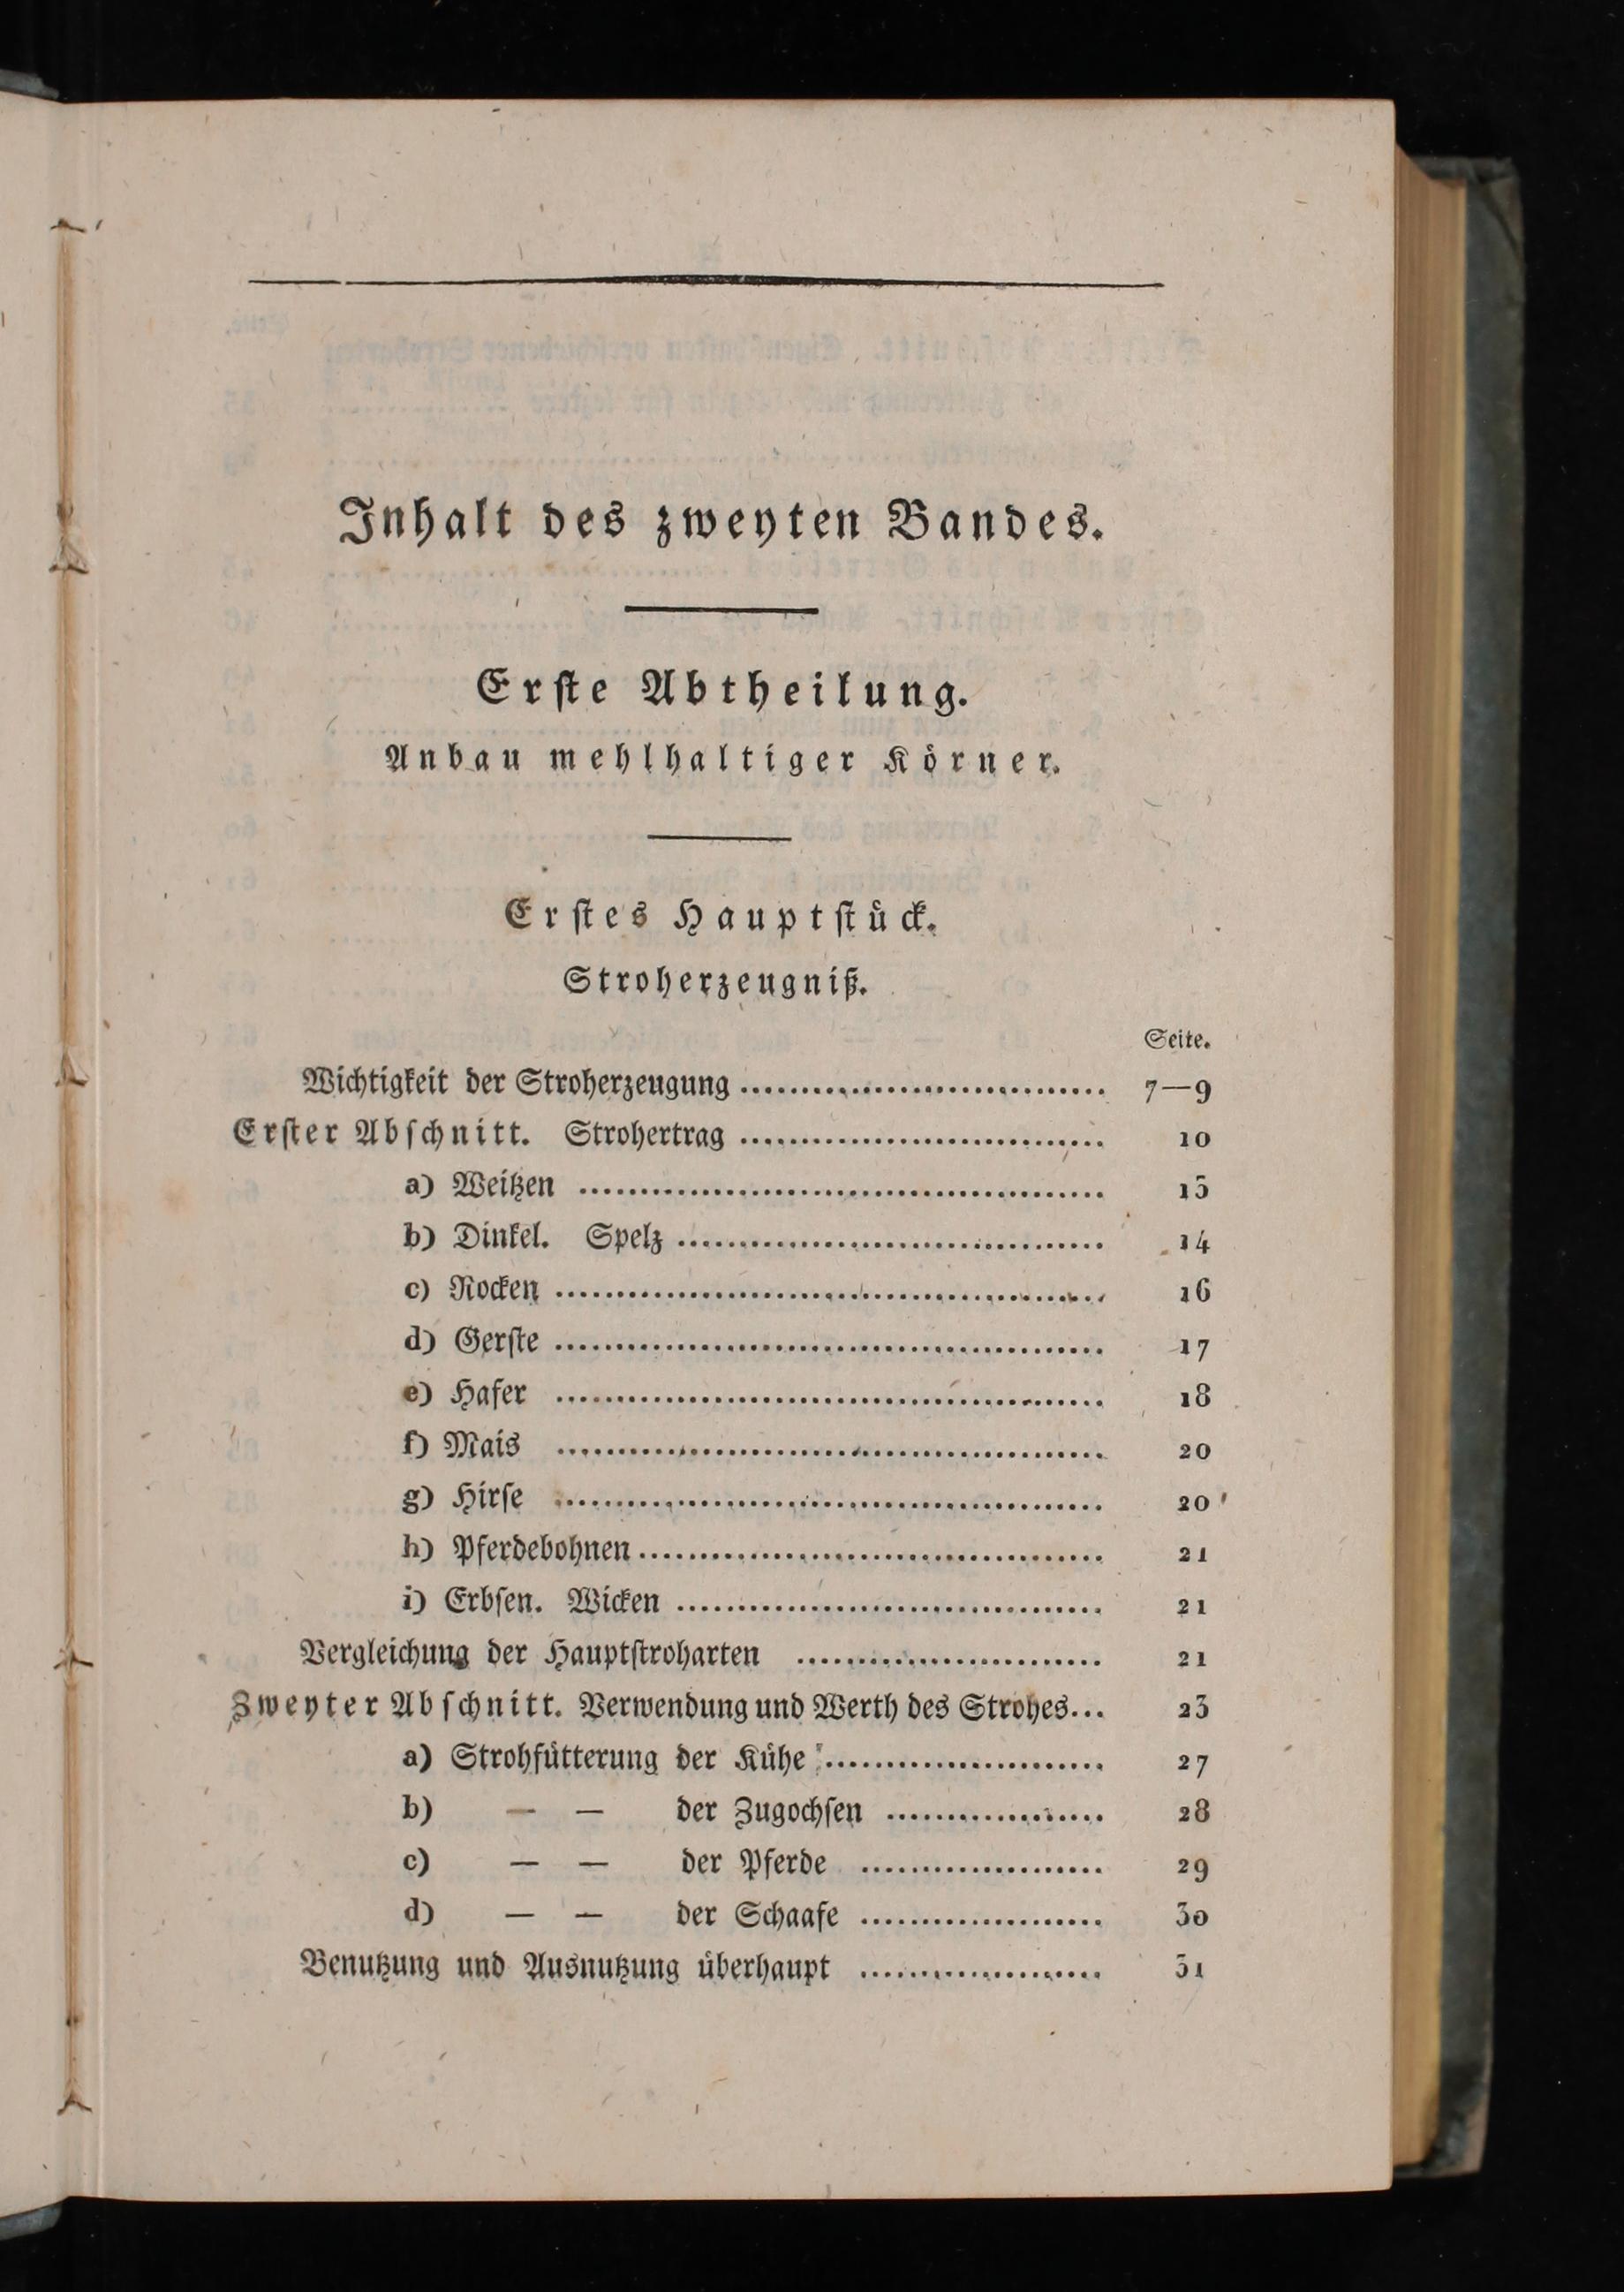 Inhalt des zweyten Bandes.
Erſte Abtheilung.
Anbau mehlhaltiger Körner.
Erſtes Hauptſtück.
Stroherzeugniß.
Seite.
Wichtigkeit der Stroherzeugung .............................. 7—9
Erſter Abſchnitt. Strohertrag .............................. 10
a) Weitzen .......................................... 13
b) Dinkel. Spelz .................................. 14
c) Rocken ............................................ 16
d) Gerſte ............................................ 17
e) Hafer ............................................ 18
f) Mais ............................................ 20
g) Hirſe ............................................ 20
h) Pferdebohnen ...................................... 21
i) Erbſen. Wicken .................................. 21
Vergleichung der Hauptſtroharten ......................... 21
Zweyter Abſchnitt. Verwendung und Werth des Strohes... 23
a) Strohfütterung der Kühe ....................... 27
b) — — der Zugochſen .................. 28
c) — — der Pferde .................... 29
d) — — der Schaafe .................... 30
Benutzung und Ausnutzung überhaupt .................... 31